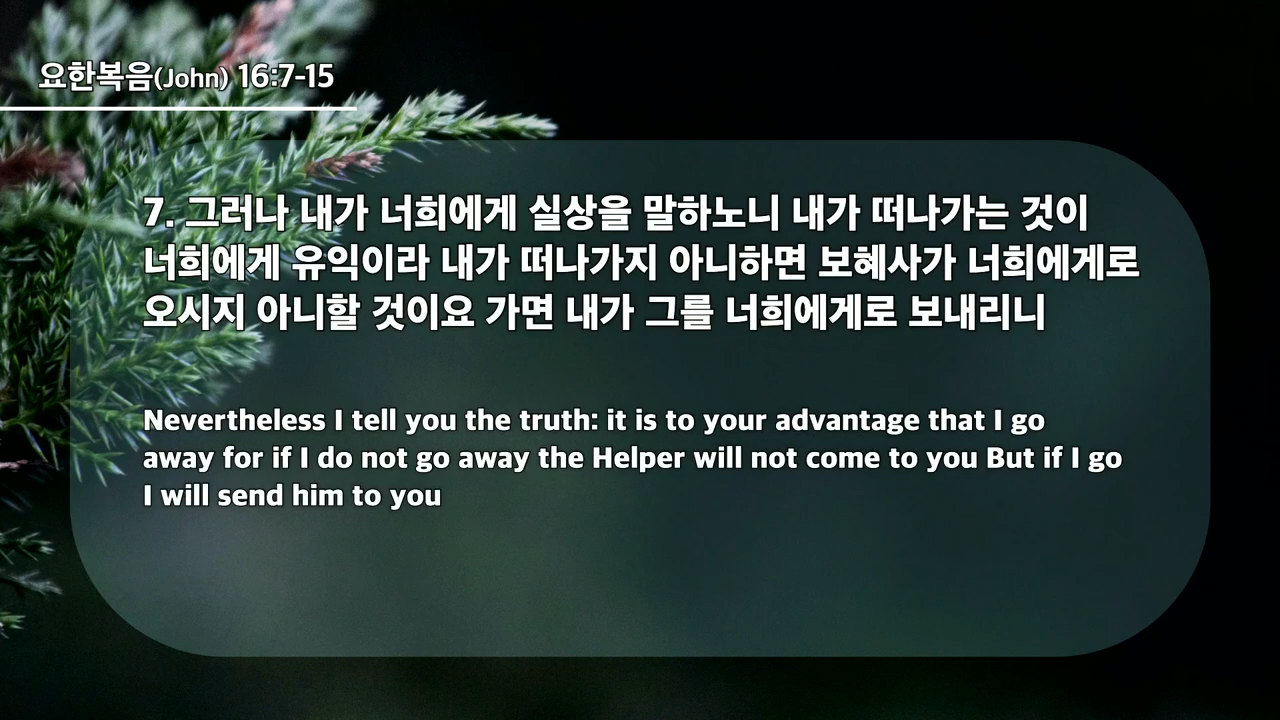 요한복음(John) 16:7-15
7. 그러나 내가 너희에게 실상을 말하노니 내가 떠나가는 것이
너희에게 유익이라 내가 떠나가지 아니하면 보혜사가 너희에게로
오시지 아니할 것이요 가면 내가 그를 너희에게로 보내리니
Nevertheless I tell you the truth: it is to your advantage that I go
away for if I do not go away the Helper will not come to you But if I go
I will send him to you